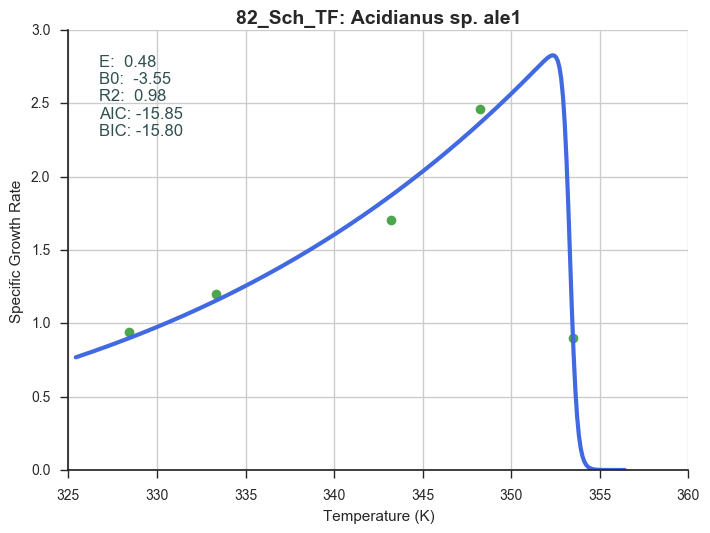 82_Sch_TF: Acidianus sp. ale1
E:  0.48
B0:  -3.55
R2:  0.98
AIC: -15.85
BIC: -15.80
3.0
2.5
2.0
1.5
1.0
0.5
0.0
Specific Growth Rate
325 330 335 340 345 350 355 360
Temperature (K)